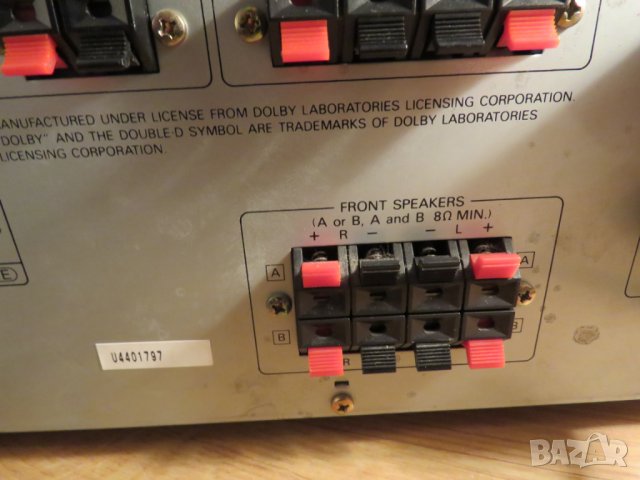 MANUFACTURED UNDER LICENSE FROM DOLBY LABORATORIES LICENSING CORPORATION.
"DOLBY" AND THE DOUBLE-D SYMBOL ARE TRADEMARKS OF DOLBY LABORATORIES
LICENSING CORPORATION.
FRONT SPEAKERS
(A or B, A and B 8Ω MIN.)
+ R − − L +
A A
B B
R
E
U4401797
BAZAR
bg